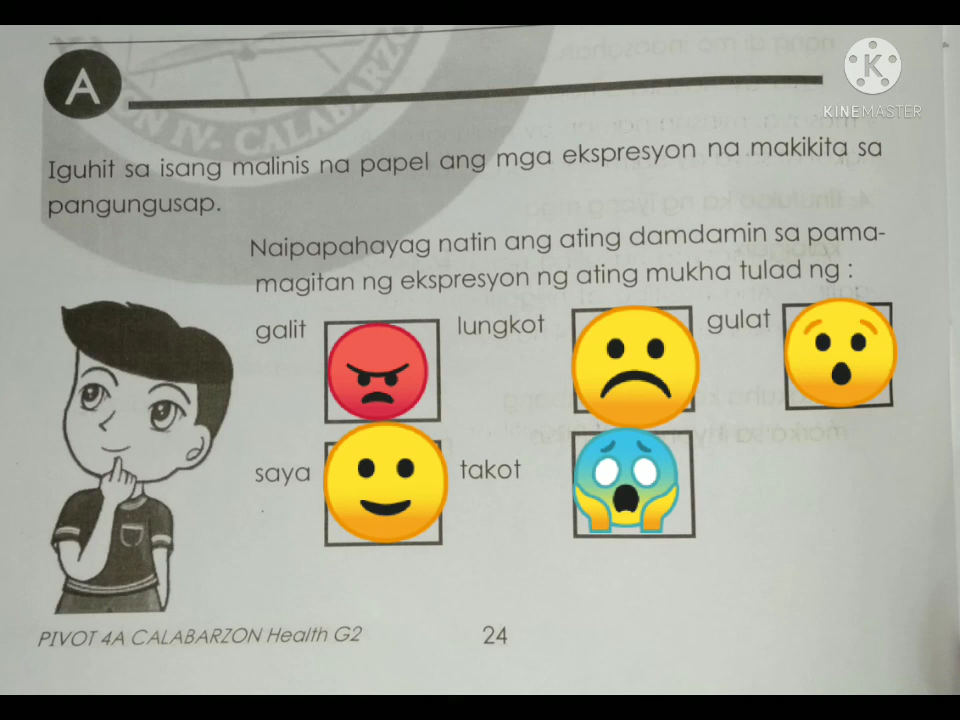 A
KINEMASTER
Iguhit sa isang malinis na papel ang mga ekspresyon na makikita sa
pangungusap.
Naipapahayag natin ang ating damdamin sa pama-
magitan ng ekspresyon ng ating mukha tulad ng :
galit lungkot gulat
saya takot
PIVOT 4A CALABARZON Health G2 24